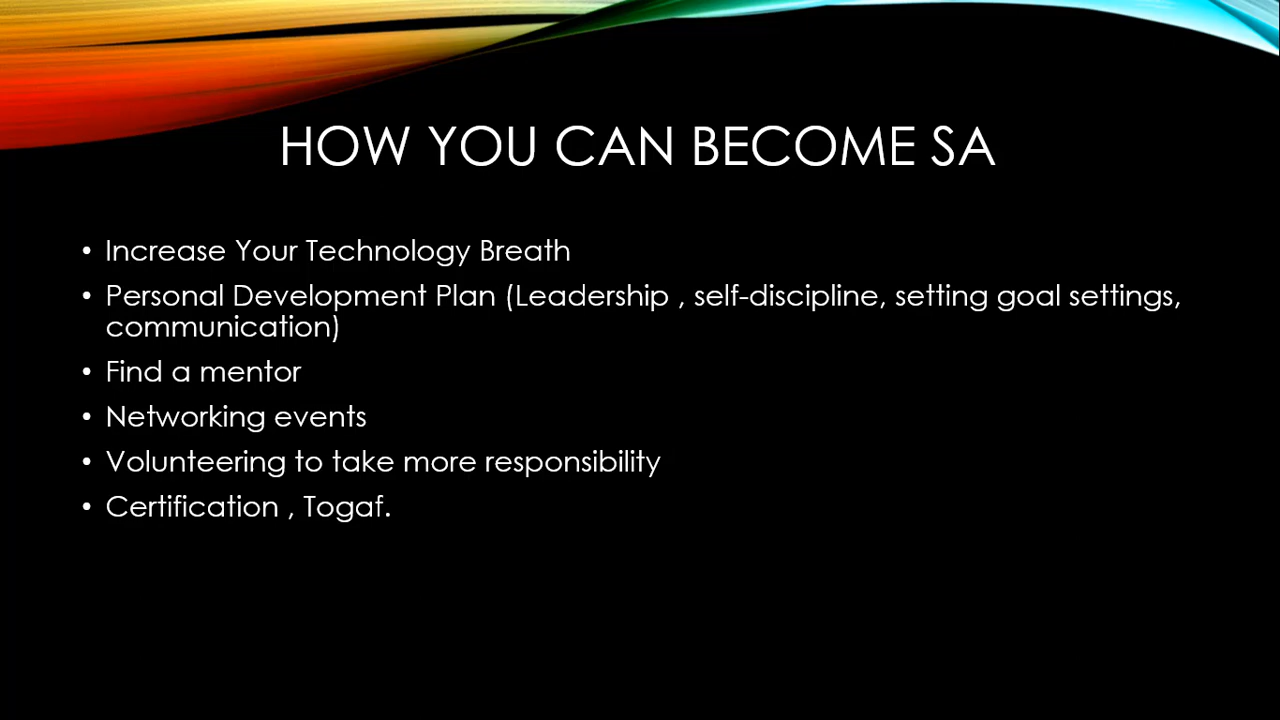 HOW YOU CAN BECOME SA
• Increase Your Technology Breath
• Personal Development Plan (Leadership , self-discipline, setting goal settings,
communication)
• Find a mentor
• Networking events
• Volunteering to take more responsibility
• Certification , Togaf.